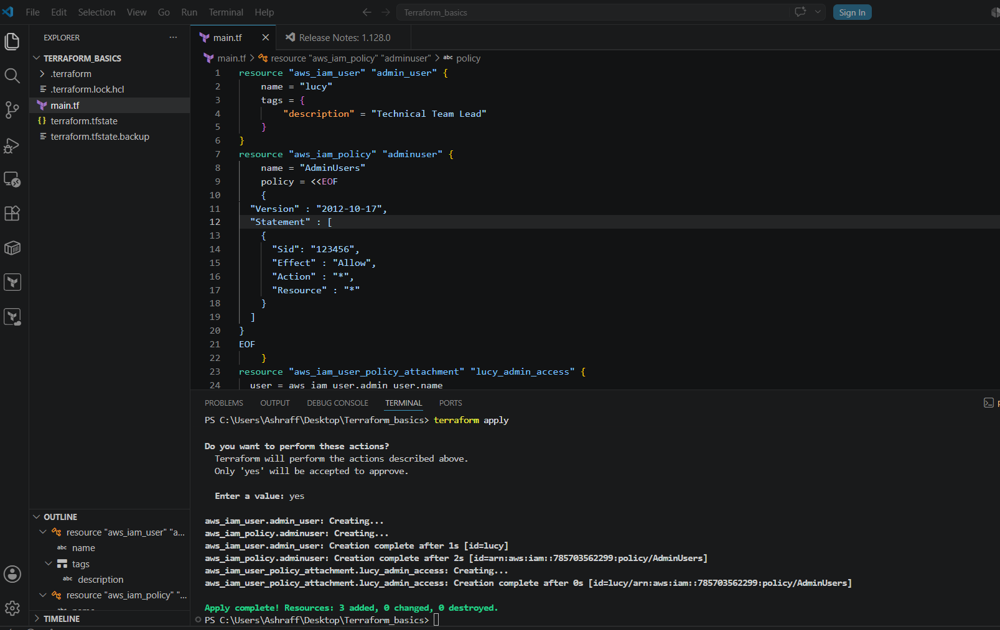 File Edit Selection View Go Run Terminal Help
Terraform_basics
Sign In
EXPLORER
TERRAFORM_BASICS
.terraform
.terraform.lock.hcl
main.tf
terraform.tfstate
terraform.tfstate.backup
OUTLINE
resource "aws_iam_user" "a...
name
tags
description
resource "aws_iam_policy" "...
TIMELINE
main.tf
Release Notes: 1.128.0
main.tf > resource "aws_iam_policy" "adminuser" > policy
1 resource "aws_iam_user" "admin_user" {
2 name = "lucy"
3 tags = {
4 "description" = "Technical Team Lead"
5 }
6 }
7 resource "aws_iam_policy" "adminuser" {
8 name = "AdminUsers"
9 policy = <<EOF
10 {
11 "Version" : "2012-10-17",
12 "Statement" : [
13 {
14 "Sid": "123456",
15 "Effect" : "Allow",
16 "Action" : "*",
17 "Resource" : "*"
18 }
19 ]
20 }
21 EOF
22 }
23 resource "aws_iam_user_policy_attachment" "lucy_admin_access" {
24 user = aws_iam_user.admin_user.name
PROBLEMS OUTPUT DEBUG CONSOLE TERMINAL PORTS
PS C:\Users\Ashraff\Desktop\Terraform_basics> terraform apply
Do you want to perform these actions?
Terraform will perform the actions described above.
Only 'yes' will be accepted to approve.
Enter a value: yes
aws_iam_user.admin_user: Creating...
aws_iam_policy.adminuser: Creating...
aws_iam_user.admin_user: Creation complete after 1s [id=lucy]
aws_iam_policy.adminuser: Creation complete after 2s [id=arn:aws:iam::785703562299:policy/AdminUsers]
aws_iam_user_policy_attachment.lucy_admin_access: Creating...
aws_iam_user_policy_attachment.lucy_admin_access: Creation complete after 0s [id=lucy/arn:aws:iam::785703562299:policy/AdminUsers]
Apply complete! Resources: 3 added, 0 changed, 0 destroyed.
PS C:\Users\Ashraff\Desktop\Terraform_basics>